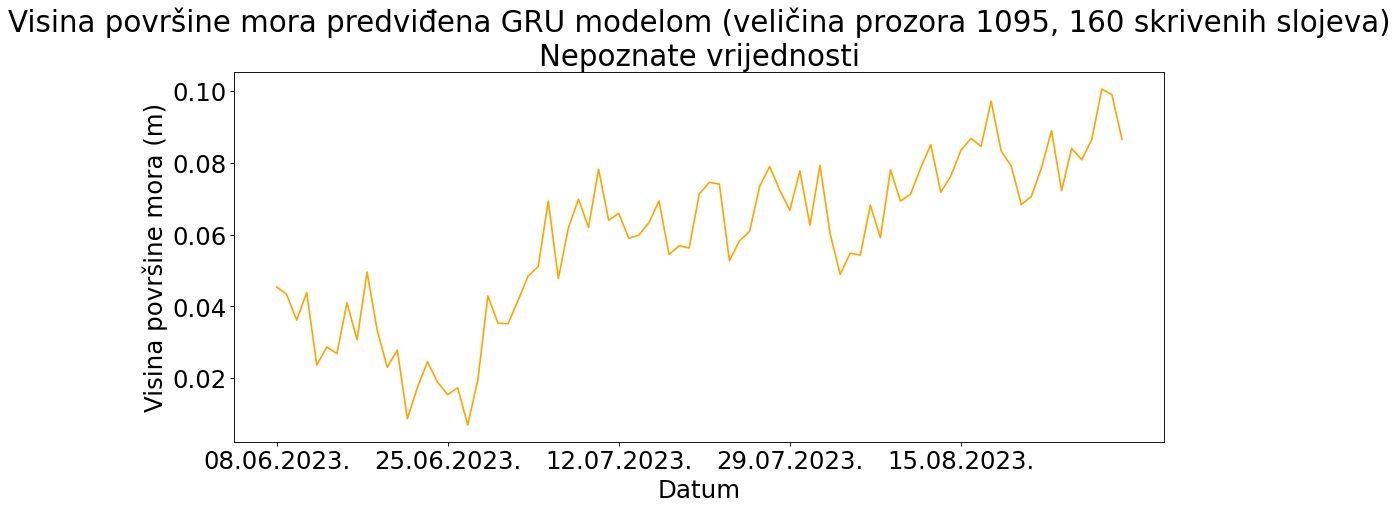 Visina površine mora predviđena GRU modelom (veličina prozora 1095, 160 skrivenih slojeva)
Nepoznate vrijednosti
Visina površine mora (m)
0.10
0.08
0.06
0.04
0.02
08.06.2023. 25.06.2023. 12.07.2023. 29.07.2023. 15.08.2023.
Datum